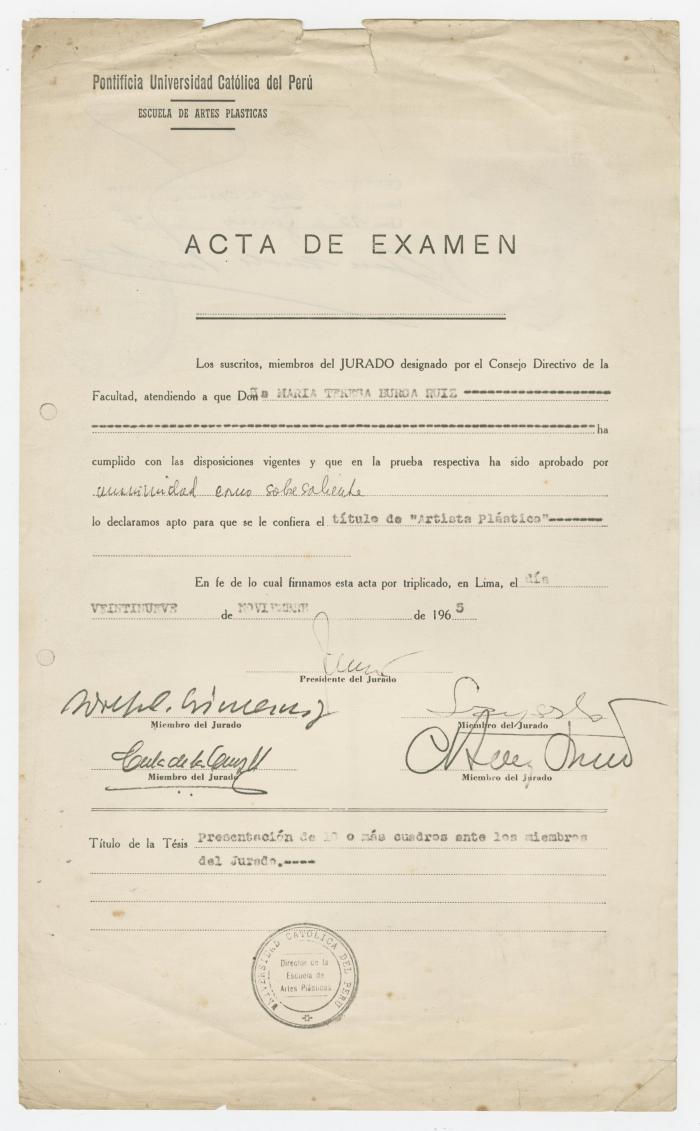 Pontificia Universidad Católica del Perú
ESCUELA DE ARTES PLASTICAS
ACTA DE EXAMEN
Los suscritos, miembros del JURADO designado por el Consejo Directivo de la
Facultad, atendiendo a que Doña MARIA TERESA BURGA RUIZ
ha
cumplido con las disposiciones vigentes y que en la prueba respectiva ha sido aprobado por
unanimidad como sobresaliente
lo declaramos apto para que se le confiera el título de "Artista Plástico"
En fe de lo cual firmamos esta acta por triplicado, en Lima, el día
VEINTINUEVE de NOVIEMBRE de 1965
Presidente del Jurado
Miembro del Jurado Miembro del Jurado
Miembro del Jurado Miembro del Jurado
Título de la Tésis Presentación de 10 o más cuadros ante los miembros
del Jurado.----
UNIVERSIDAD CATOLICA DEL PERU
Director de la
Escuela de
Artes Plásticas